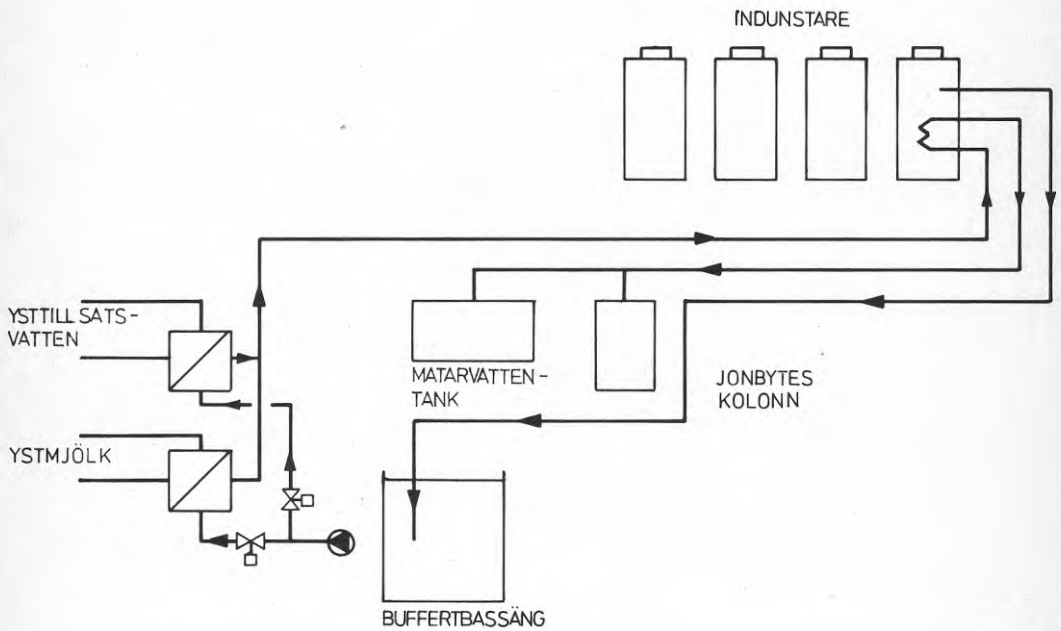 INDUNSTARE
YSTTILLSATS-
VATTEN
MATARVATTEN-
TANK
JONBYTES
KOLONN
YSTMJÖLK
BUFFERTBASSÄNG